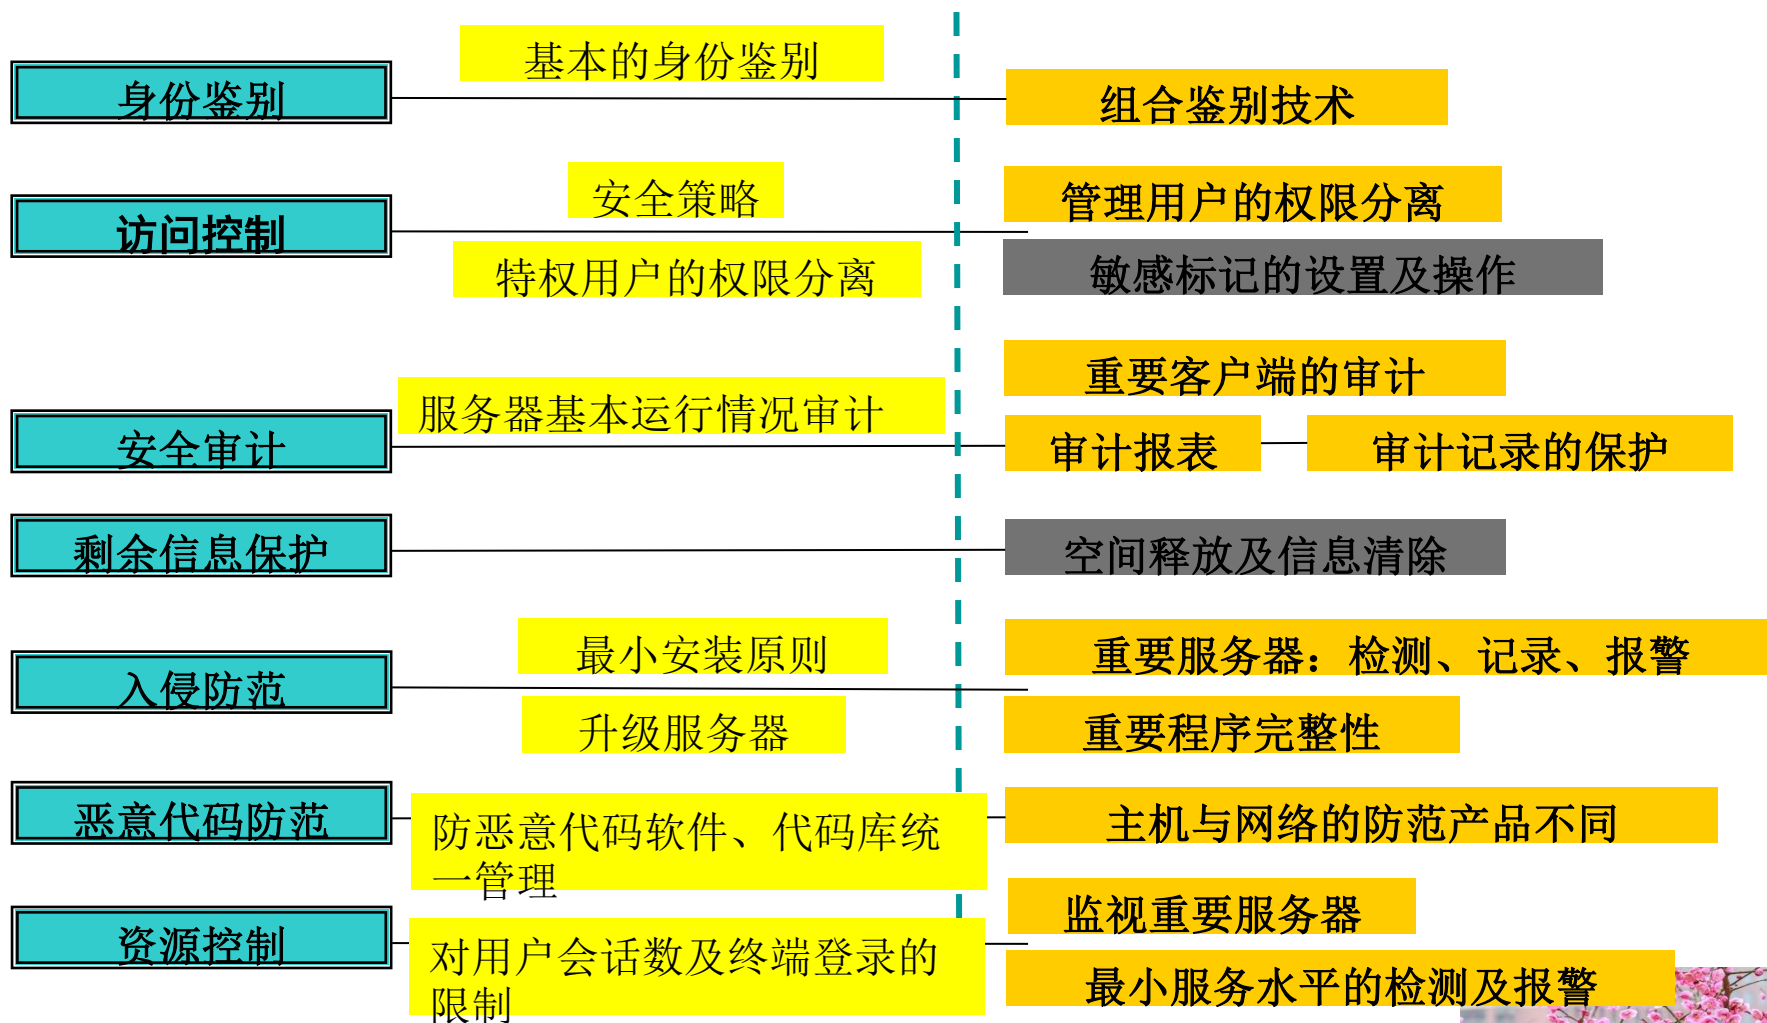 基本的身份鉴别
身份鉴别
组合鉴别技术
安全策略
管理用户的权限分离
访问控制
特权用户的权限分离
敏感标记的设置及操作
重要客户端的审计
服务器基本运行情况审计
安全审计
审计报表
审计记录的保护
剩余信息保护
空间释放及信息清除
最小安装原则
重要服务器：检测、记录、报警
入侵防范
升级服务器
重要程序完整性
恶意代码防范
防恶意代码软件、代码库统
一管理
主机与网络的防范产品不同
监视重要服务器
资源控制
对用户会话数及终端登录的
限制
最小服务水平的检测及报警